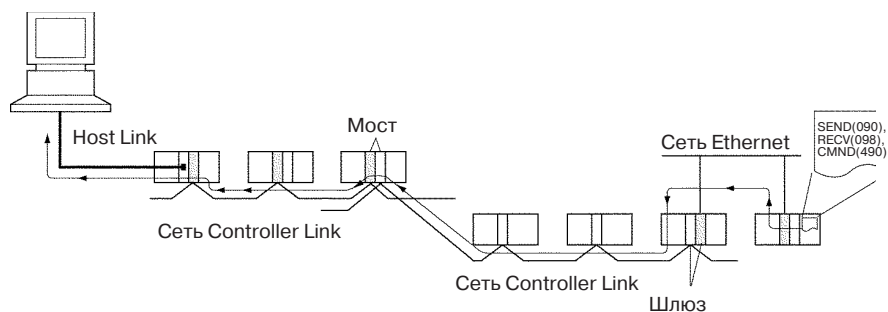 Host Link
Мост
Сеть Ethernet
SEND(090),
RECV(098),
CMND(490)
Сеть Controller Link
Сеть Controller Link
Шлюз